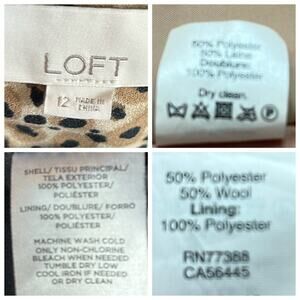 LOFT
12
MADE IN
CHINA
50% Polyester
50% Laine
Doublure:
100% Polyester
Dry clean.
SHELL/ TISSU PRINCIPAL/
TELA EXTERIOR
100% POLYESTER/
POLIÉSTER
LINING/ DOUBLURE/ FORRO
100% POLYESTER/
POLIÉSTER
MACHINE WASH COLD
ONLY NON-CHLORINE
BLEACH WHEN NEEDED
TUMBLE DRY LOW
COOL IRON IF NEEDED
OR DRY CLEAN
50% Polyester
50% Wool
Lining:
100% Polyester
RN77388
CA56445